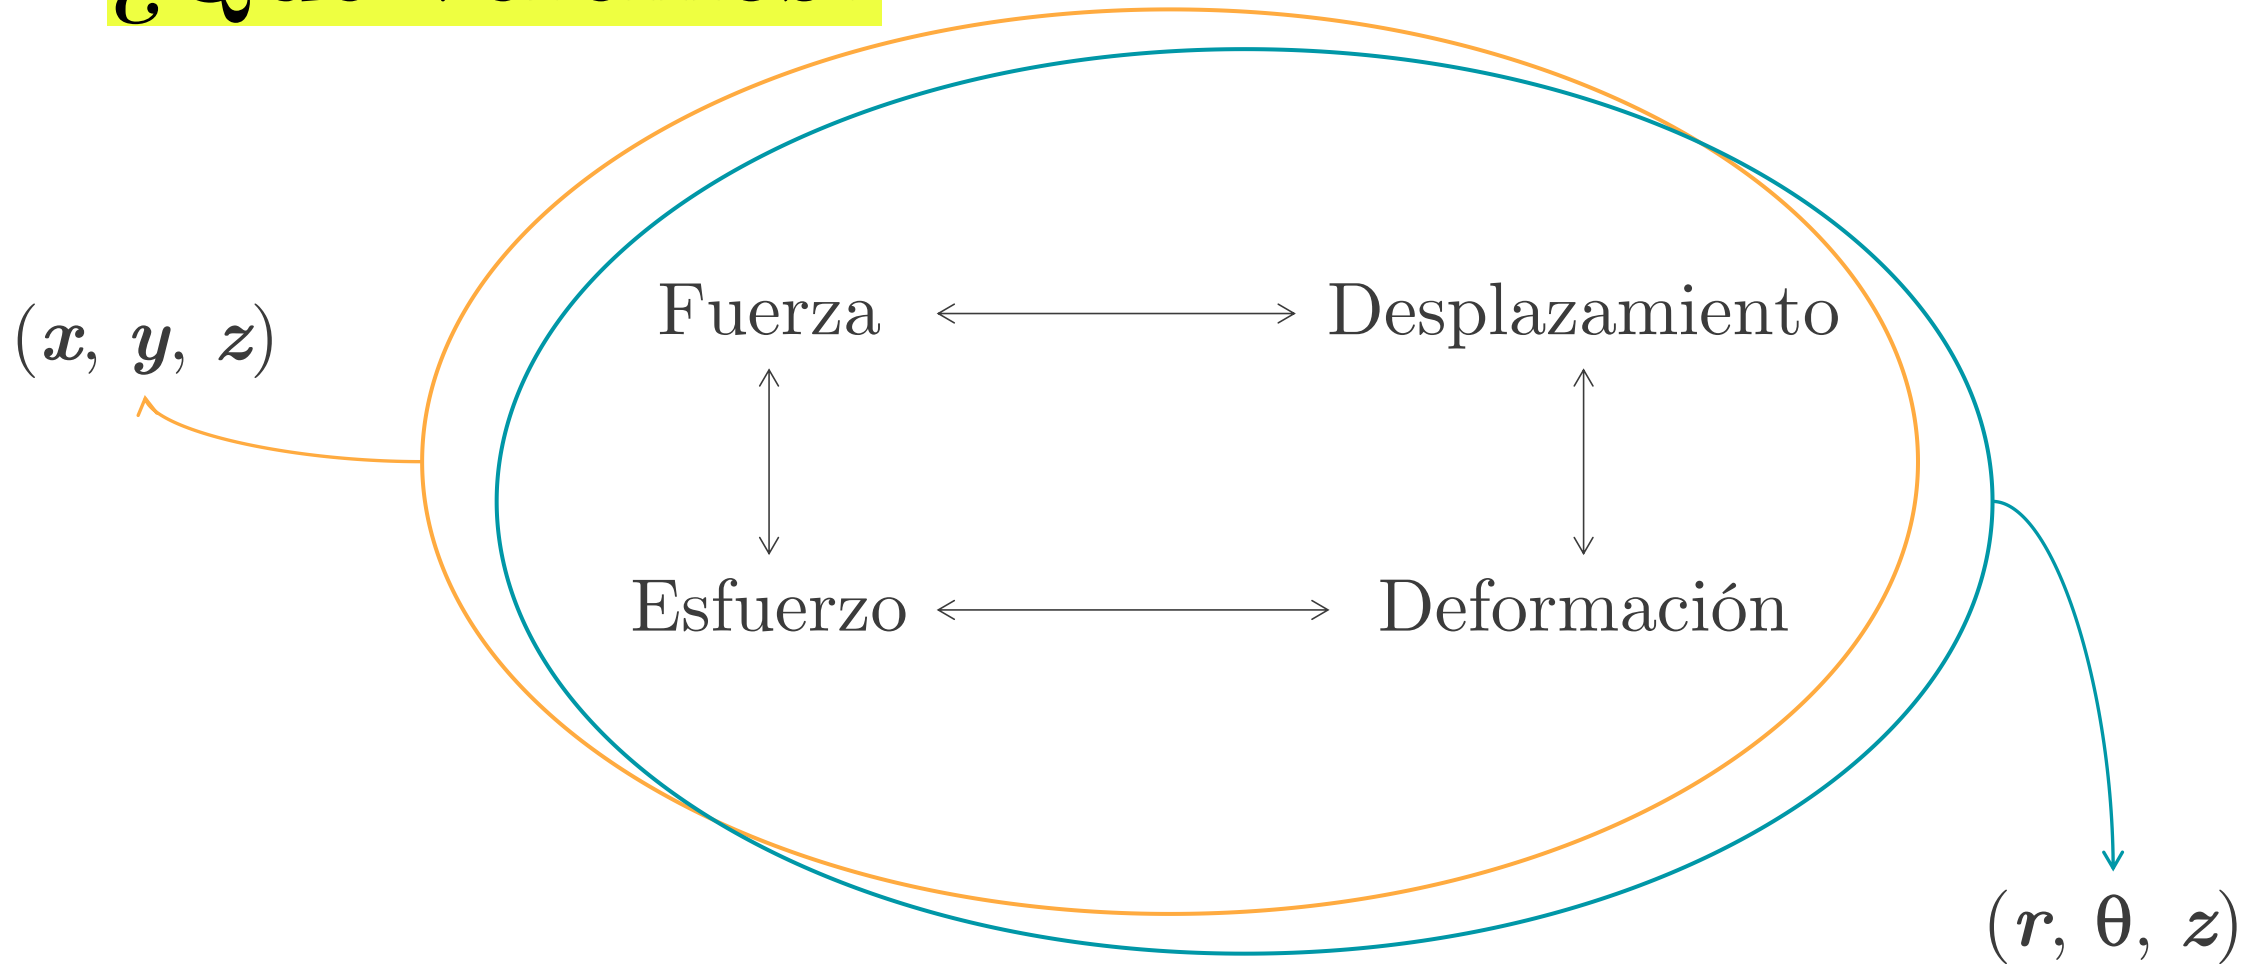 (x, y, z)
Fuerza
Desplazamiento
Esfuerzo
Deformación
(r, θ, z)